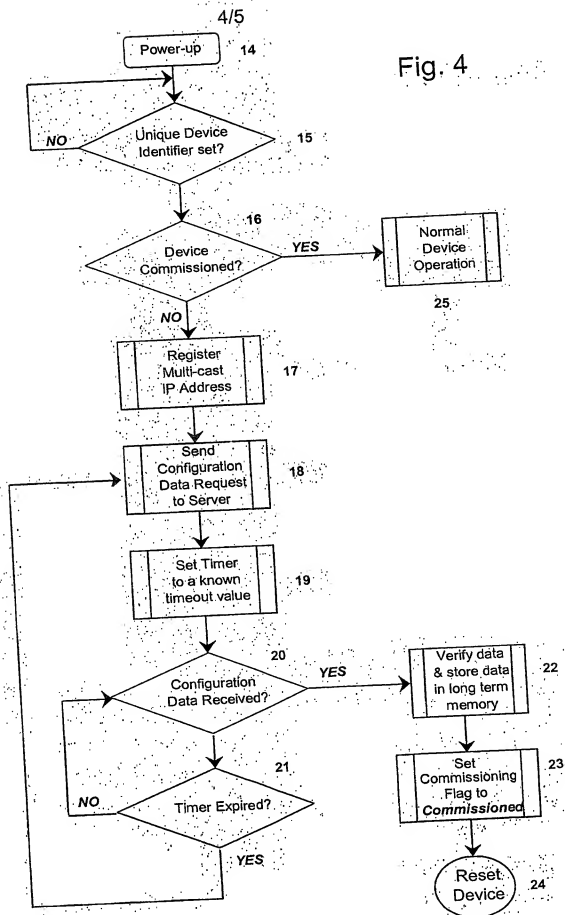 4/5
Fig. 4
Power-up
14
NO
Unique Device
Identifier set?
15
16
Device
Commissioned?
YES
Normal
Device
Operation
25
NO
Register
Multi-cast
IP Address
17
Send
Configuration
Data Request
to Server
18
Set Timer
to a known
timeout value
19
20
Configuration
Data Received?
YES
Verify data
& store data
in long term
memory
22
21
Timer Expired?
NO
YES
Set
Commissioning
Flag to
Commissioned
23
Reset
Device
24